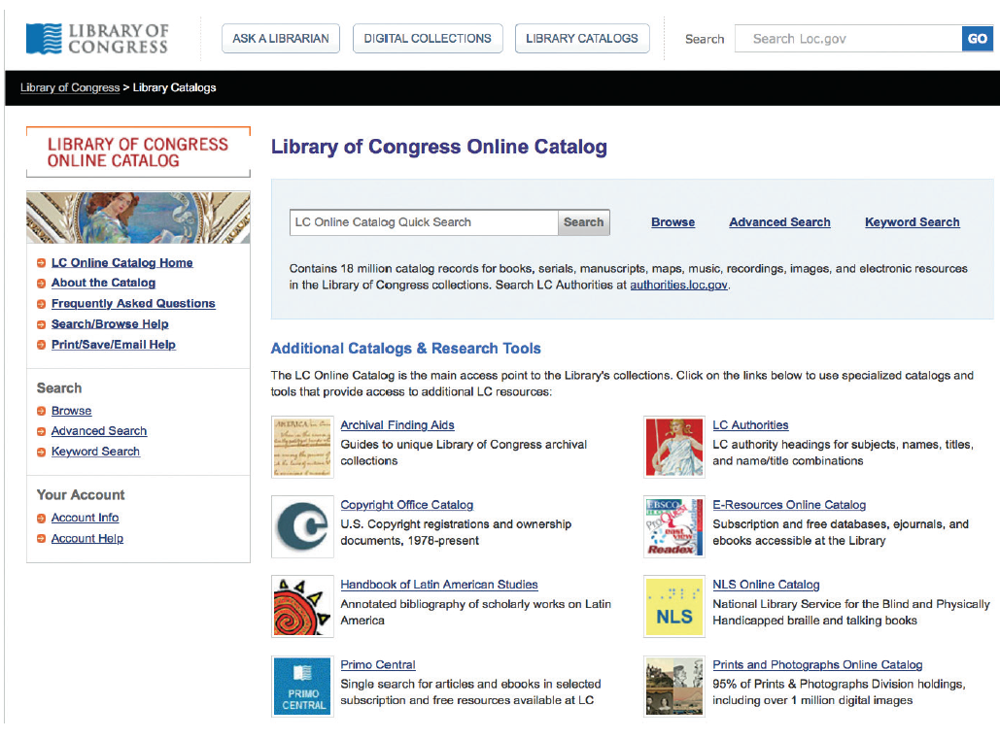 LIBRARY OF
CONGRESS
ASK A LIBRARIAN
DIGITAL COLLECTIONS
LIBRARY CATALOGS
Search
Search Loc.gov
GO
Library of Congress > Library Catalogs
LIBRARY OF CONGRESS
ONLINE CATALOG
LC Online Catalog Home
About the Catalog
Frequently Asked Questions
Search/Browse Help
Print/Save/Email Help
Search
Browse
Advanced Search
Keyword Search
Your Account
Account Info
Account Help
Library of Congress Online Catalog
LC Online Catalog Quick Search
Search
Browse
Advanced Search
Keyword Search
Contains 18 million catalog records for books, serials, manuscripts, maps, music, recordings, images, and electronic resources
in the Library of Congress collections. Search LC Authorities at authorities.loc.gov.
Additional Catalogs & Research Tools
The LC Online Catalog is the main access point to the Library's collections. Click on the links below to use specialized catalogs and
tools that provide access to additional LC resources:
Archival Finding Aids
Guides to unique Library of Congress archival
collections
LC Authorities
LC authority headings for subjects, names, titles,
and name/title combinations
Copyright Office Catalog
U.S. Copyright registrations and ownership
documents, 1978-present
EBSCO
ProQuest
east
view
Readex
E-Resources Online Catalog
Subscription and free databases, ejournals, and
ebooks accessible at the Library
Handbook of Latin American Studies
Annotated bibliography of scholarly works on Latin
America
NLS
NLS Online Catalog
National Library Service for the Blind and Physically
Handicapped braille and talking books
PRIMO
CENTRAL
Primo Central
Single search for articles and ebooks in selected
subscription and free resources available at LC
Prints and Photographs Online Catalog
95% of Prints & Photographs Division holdings,
including over 1 million digital images